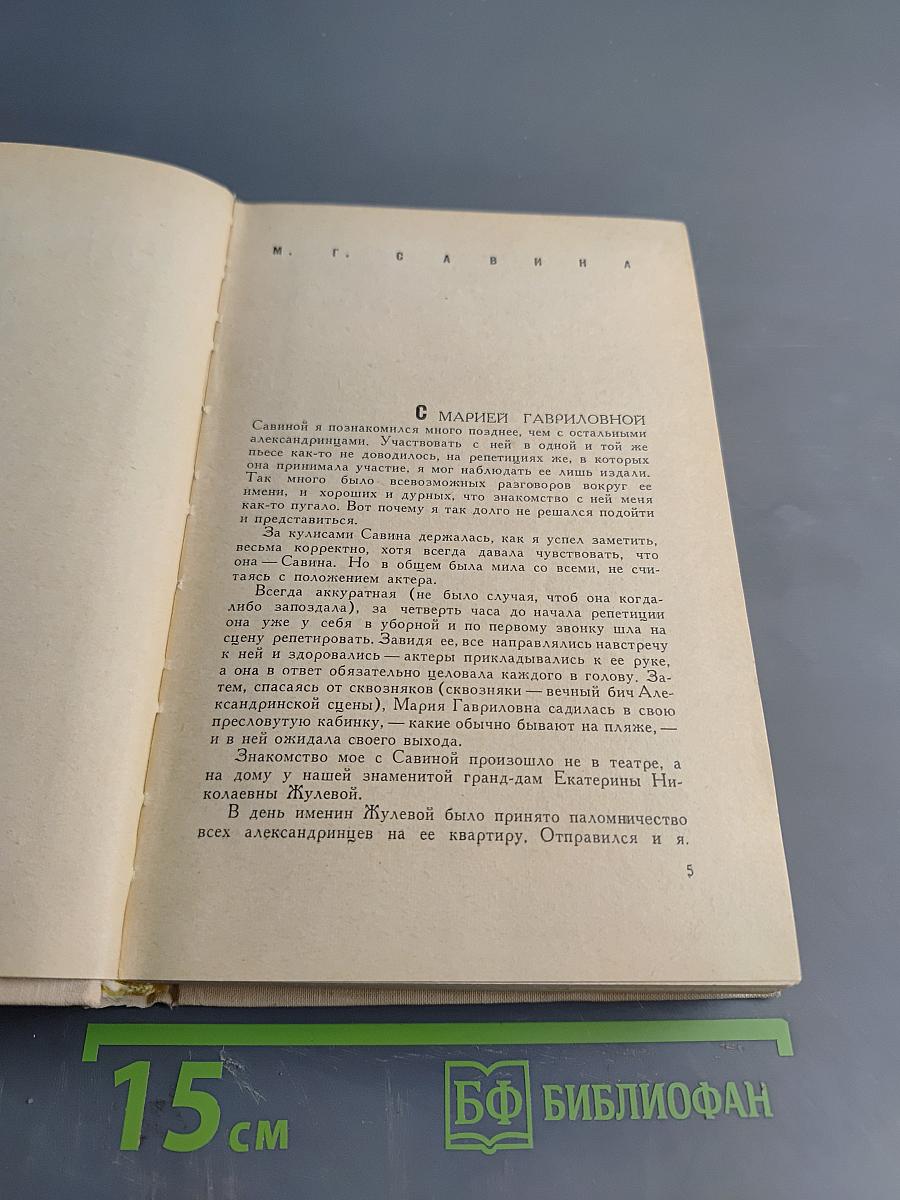 М. Г. САВИНА
С МАРИЕЙ ГАВРИЛОВНОЙ
Савиной я познакомился много позднее, чем с остальными
александринцами. Участвовать с ней в одной и той же
пьесе как-то не доводилось, на репетициях же, в которых
она принимала участие, я мог наблюдать ее лишь издали.
Так много было всевозможных разговоров вокруг ее
имени, и хороших и дурных, что знакомство с ней меня
как-то пугало. Вот почему я так долго не решался подойти
и представиться.
За кулисами Савина держалась, как я успел заметить,
весьма корректно, хотя всегда давала чувствовать, что
она — Савина. Но в общем была мила со всеми, не счи-
таясь с положением актера.
Всегда аккуратная (не было случая, чтоб она когда-
либо запоздала), за четверть часа до начала репетиции
она уже у себя в уборной и по первому звонку шла на
сцену репетировать. Завидя ее, все направлялись навстречу
к ней и здоровались — актеры прикладывались к ее руке,
а она в ответ обязательно целовала каждого в голову. За-
тем, спасаясь от сквозняков (сквозняки — вечный бич Але-
ксандринской сцены), Мария Гавриловна садилась в свою
пресловутую кабинку, — какие обычно бывают на пляже, —
и в ней ожидала своего выхода.
Знакомство мое с Савиной произошло не в театре, а
на дому у нашей знаменитой гранд-дам Екатерины Ни-
колаевны Жулевой.
В день именин Жулевой было принято паломничество
всех александринцев на ее квартиру. Отправился и я.
5
15 см
БФ БИБЛИОФАН